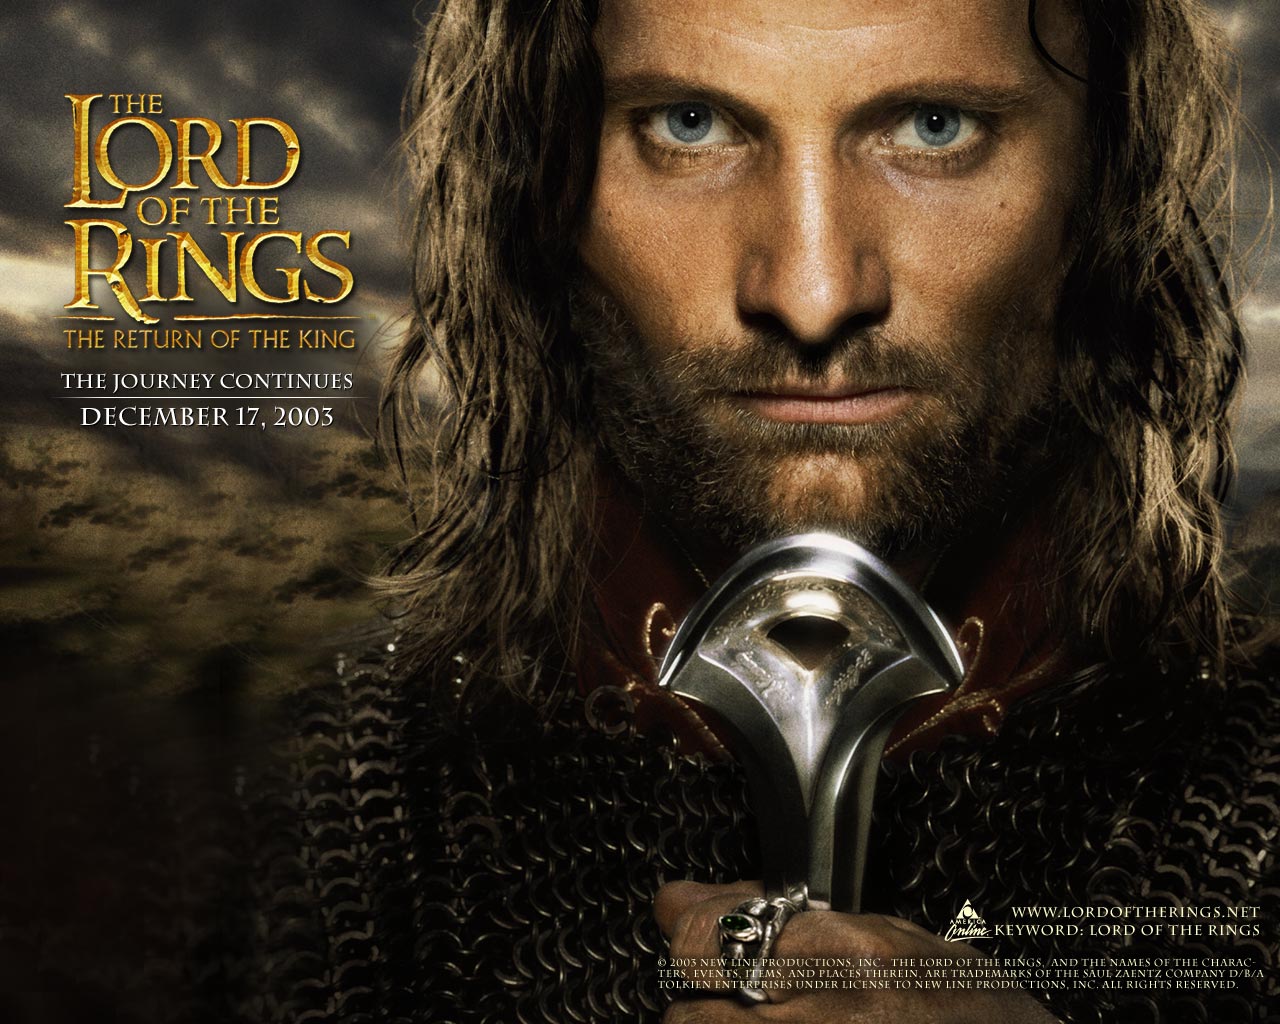 THE
LORD
OF THE
RINGS
THE RETURN OF THE KING
THE JOURNEY CONTINUES
DECEMBER 17, 2003
WWW.LORDOFTHERINGS.NET
AMERICA
Online KEYWORD: LORD OF THE RINGS
© 2003 NEW LINE PRODUCTIONS, INC. THE LORD OF THE RINGS, AND THE NAMES OF THE CHARAC-
TERS, EVENTS, ITEMS, AND PLACES THEREIN, ARE TRADEMARKS OF THE SAUL ZAENTZ COMPANY D/B/A
TOLKIEN ENTERPRISES UNDER LICENSE TO NEW LINE PRODUCTIONS, INC. ALL RIGHTS RESERVED.